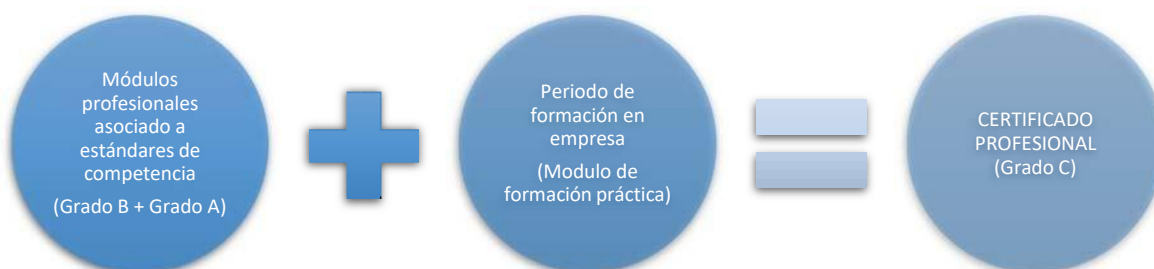 Módulos
profesionales
asociado a
estándares de
competencia
(Grado B + Grado A)
Periodo de
formación en
empresa
(Modulo de
formación práctica)
CERTIFICADO
PROFESIONAL
(Grado C)